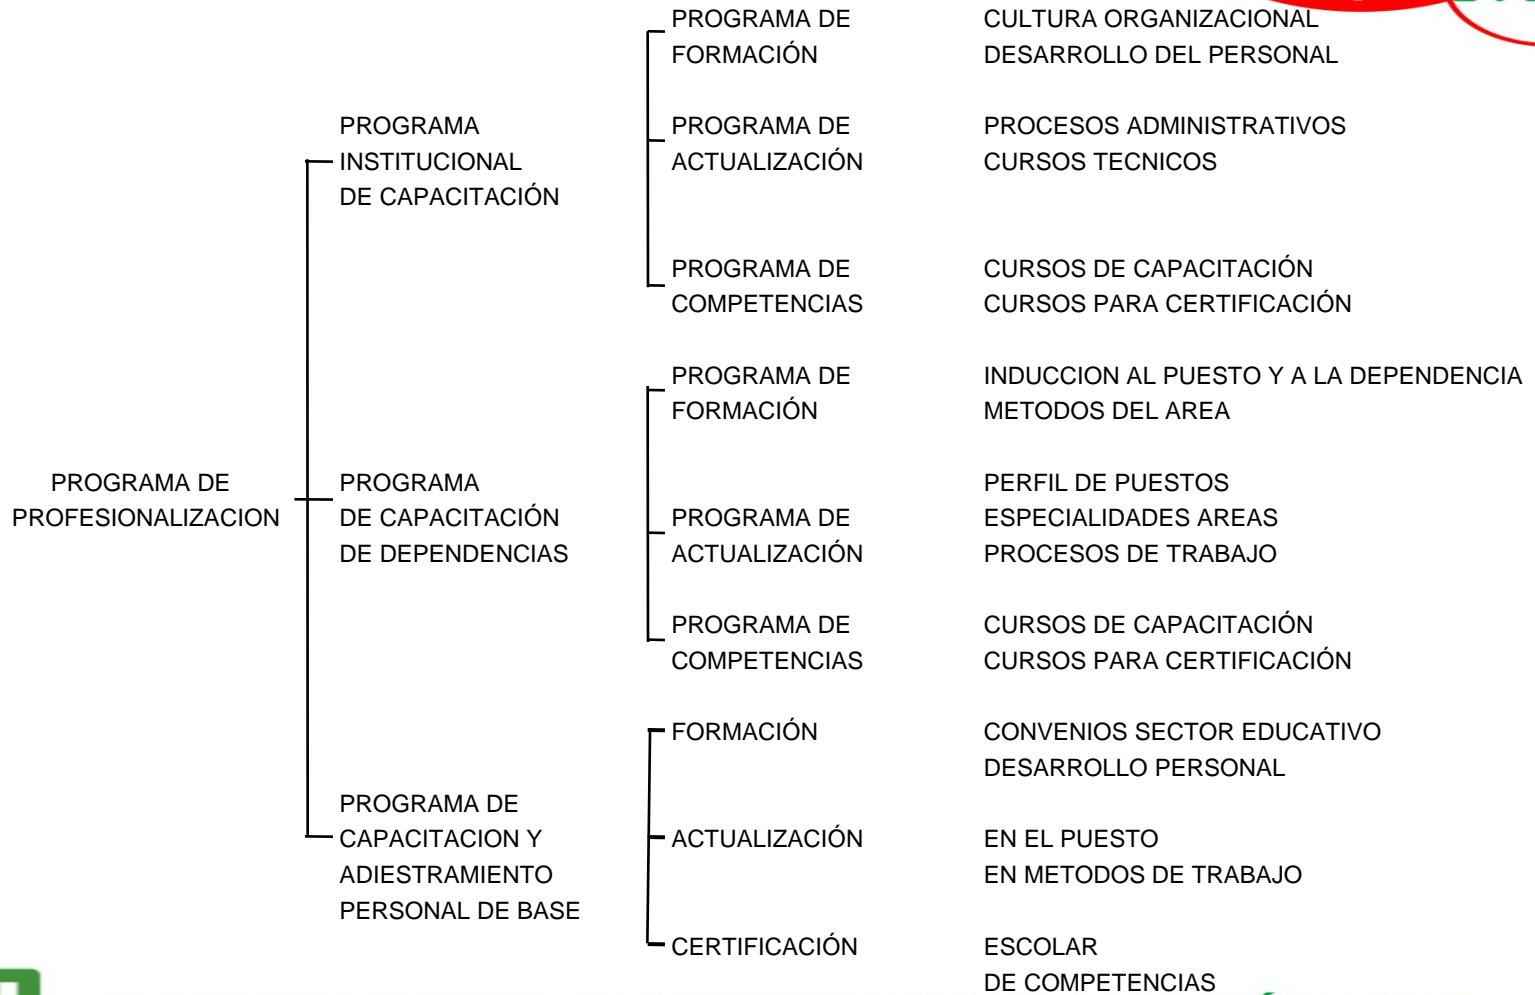 PROGRAMA DE
FORMACIÓN
CULTURA ORGANIZACIONAL
DESARROLLO DEL PERSONAL
PROGRAMA
INSTITUCIONAL
DE CAPACITACIÓN
PROGRAMA DE
ACTUALIZACIÓN
PROCESOS ADMINISTRATIVOS
CURSOS TECNICOS
PROGRAMA DE
COMPETENCIAS
CURSOS DE CAPACITACIÓN
CURSOS PARA CERTIFICACIÓN
PROGRAMA DE
FORMACIÓN
INDUCCION AL PUESTO Y A LA DEPENDENCIA
METODOS DEL AREA
PROGRAMA DE
PROFESIONALIZACION
PROGRAMA
DE CAPACITACIÓN
DE DEPENDENCIAS
PROGRAMA DE
ACTUALIZACIÓN
PERFIL DE PUESTOS
ESPECIALIDADES AREAS
PROCESOS DE TRABAJO
PROGRAMA DE
COMPETENCIAS
CURSOS DE CAPACITACIÓN
CURSOS PARA CERTIFICACIÓN
FORMACIÓN
CONVENIOS SECTOR EDUCATIVO
DESARROLLO PERSONAL
PROGRAMA DE
CAPACITACION Y
ADIESTRAMIENTO
PERSONAL DE BASE
ACTUALIZACIÓN
EN EL PUESTO
EN METODOS DE TRABAJO
CERTIFICACIÓN
ESCOLAR
DE COMPETENCIAS